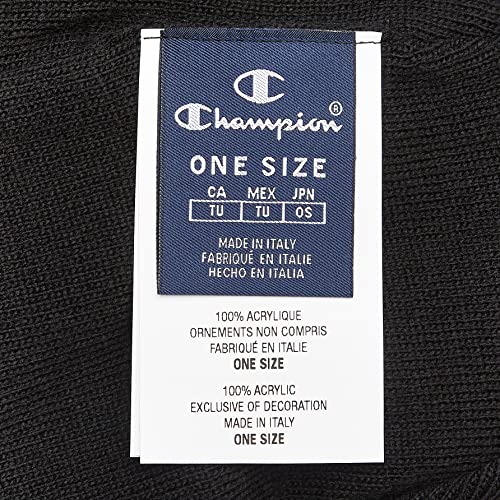 Champion®
ONE SIZE
CA MEX JPN
TU TU OS
MADE IN ITALY
FABRIQUÉ EN ITALIE
HECHO EN ITALIA
100% ACRYLIQUE
ORNEMENTS NON COMPRIS
FABRIQUÉ EN ITALIE
ONE SIZE
100% ACRYLIC
EXCLUSIVE OF DECORATION
MADE IN ITALY
ONE SIZE